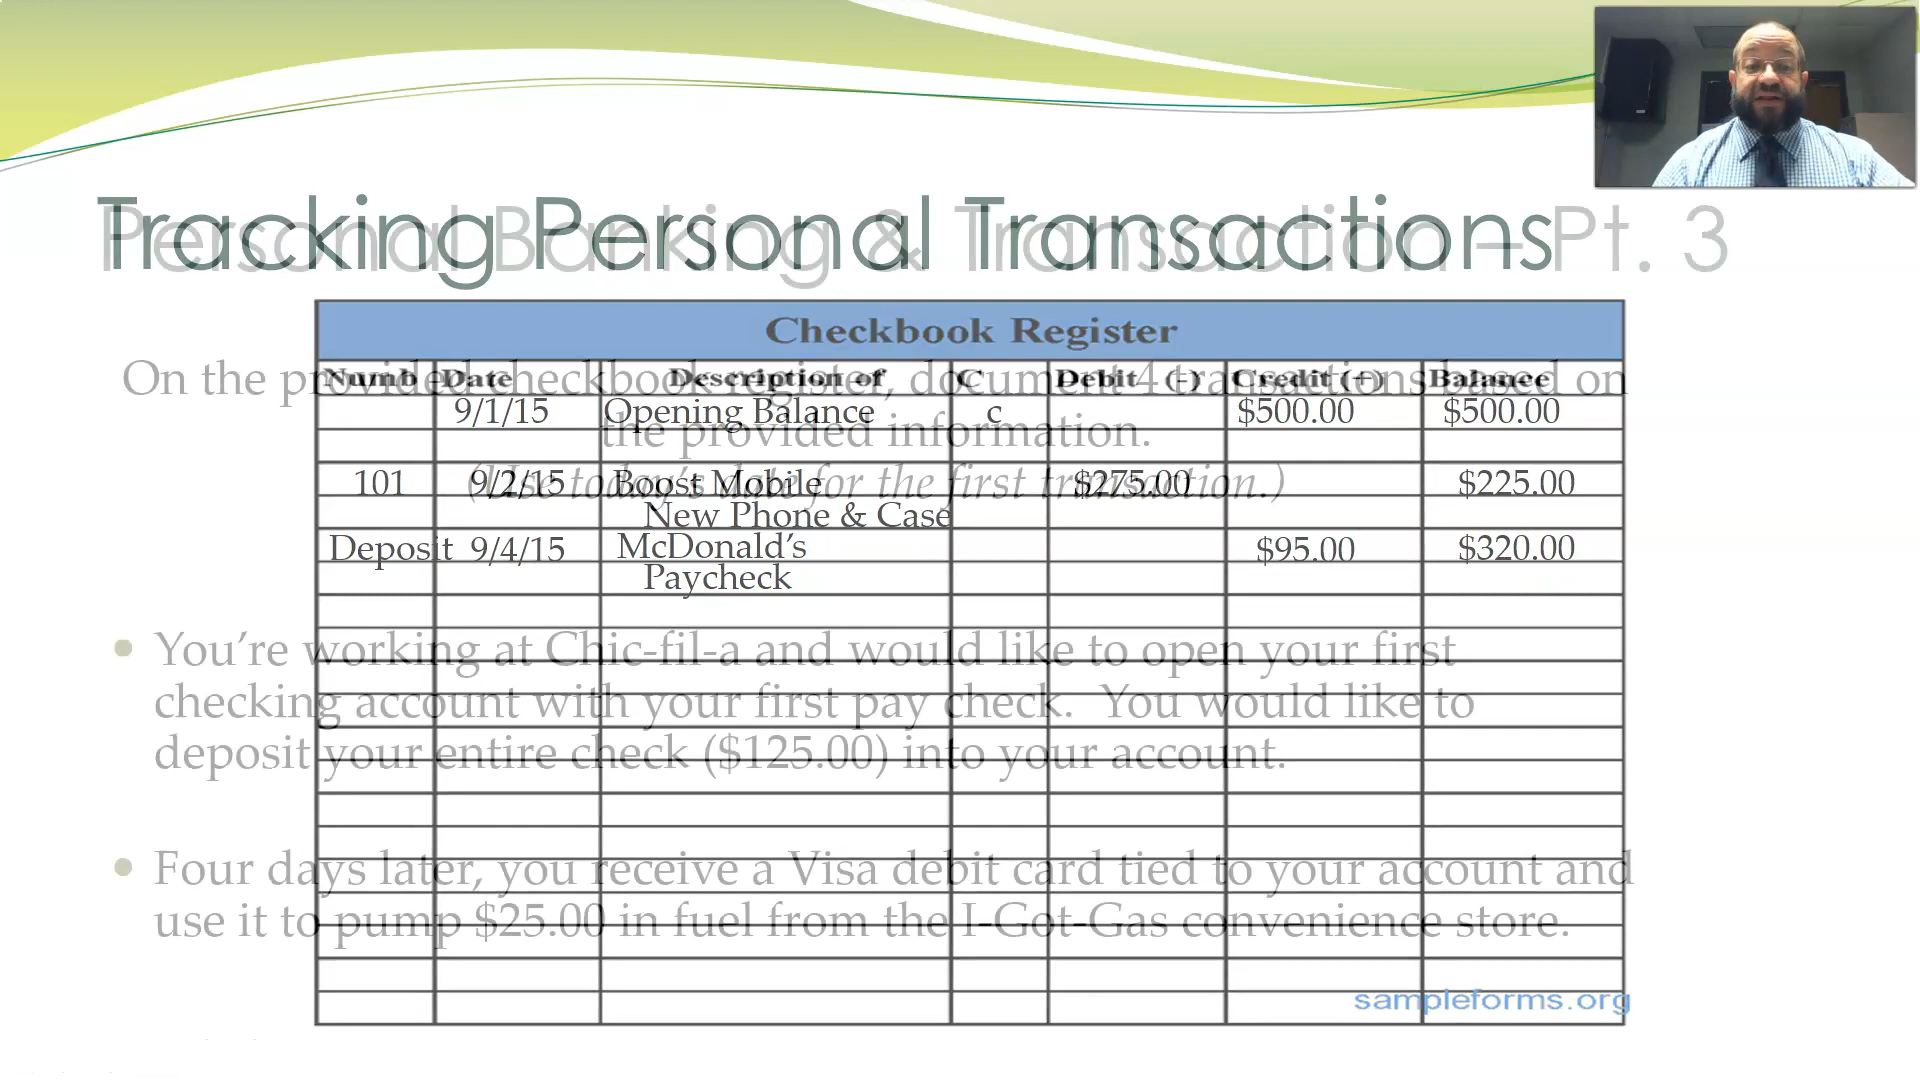 Tracking Personal Transactions
Personal Banking & Transaction – Pt. 3
Checkbook Register
Numb Date Description of C Debit (-) Credit (+) Balance
9/1/15 Opening Balance c $500.00 $500.00
101 9/2/15 Boost Mobile $275.00 $225.00
New Phone & Case
Deposit 9/4/15 McDonald's $95.00 $320.00
Paycheck
On the provided checkbook register, document 4 transactions based on
the provided information.
(Use today's date for the first transaction.)
• You're working at Chic-fil-a and would like to open your first
checking account with your first pay check. You would like to
deposit your entire check ($125.00) into your account.
• Four days later, you receive a Visa debit card tied to your account and
use it to pump $25.00 in fuel from the I-Got-Gas convenience store.
sampleforms.org